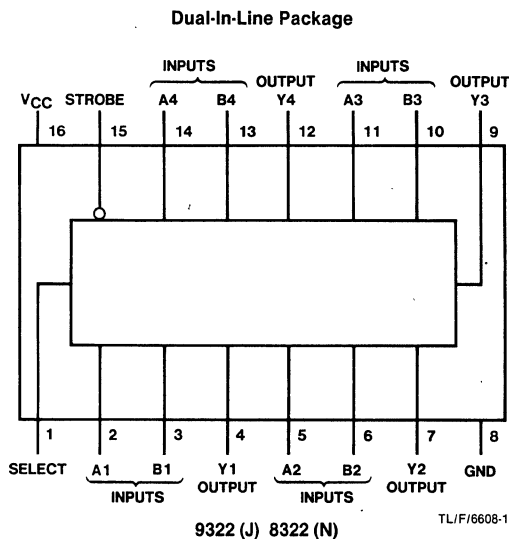 Dual-In-Line Package
INPUTS OUTPUT INPUTS OUTPUT
VCC STROBE A4 B4 Y4 A3 B3 Y3
16 15 14 13 12 11 10 9
1 2 3 4 5 6 7 8
SELECT A1 B1 Y1 A2 B2 Y2 GND
INPUTS OUTPUT INPUTS OUTPUT
TL/F/6608-1
9322 (J) 8322 (N)